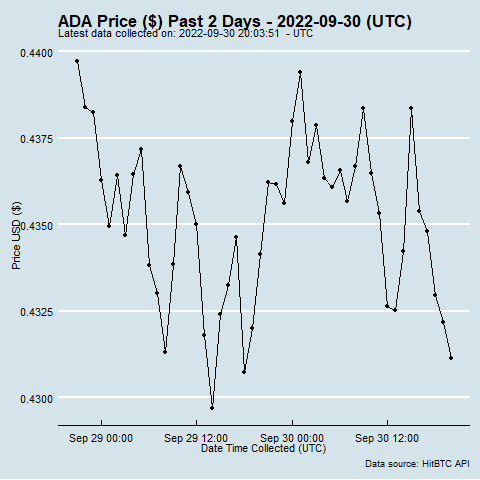 ADA Price ($) Past 2 Days - 2022-09-30 (UTC)
Latest data collected on: 2022-09-30 20:03:51 - UTC
0.4400
0.4375
0.4350
0.4325
0.4300
Price USD ($)
Sep 29 00:00 Sep 29 12:00 Sep 30 00:00 Sep 30 12:00
Date Time Collected (UTC)
Data source: HitBTC API